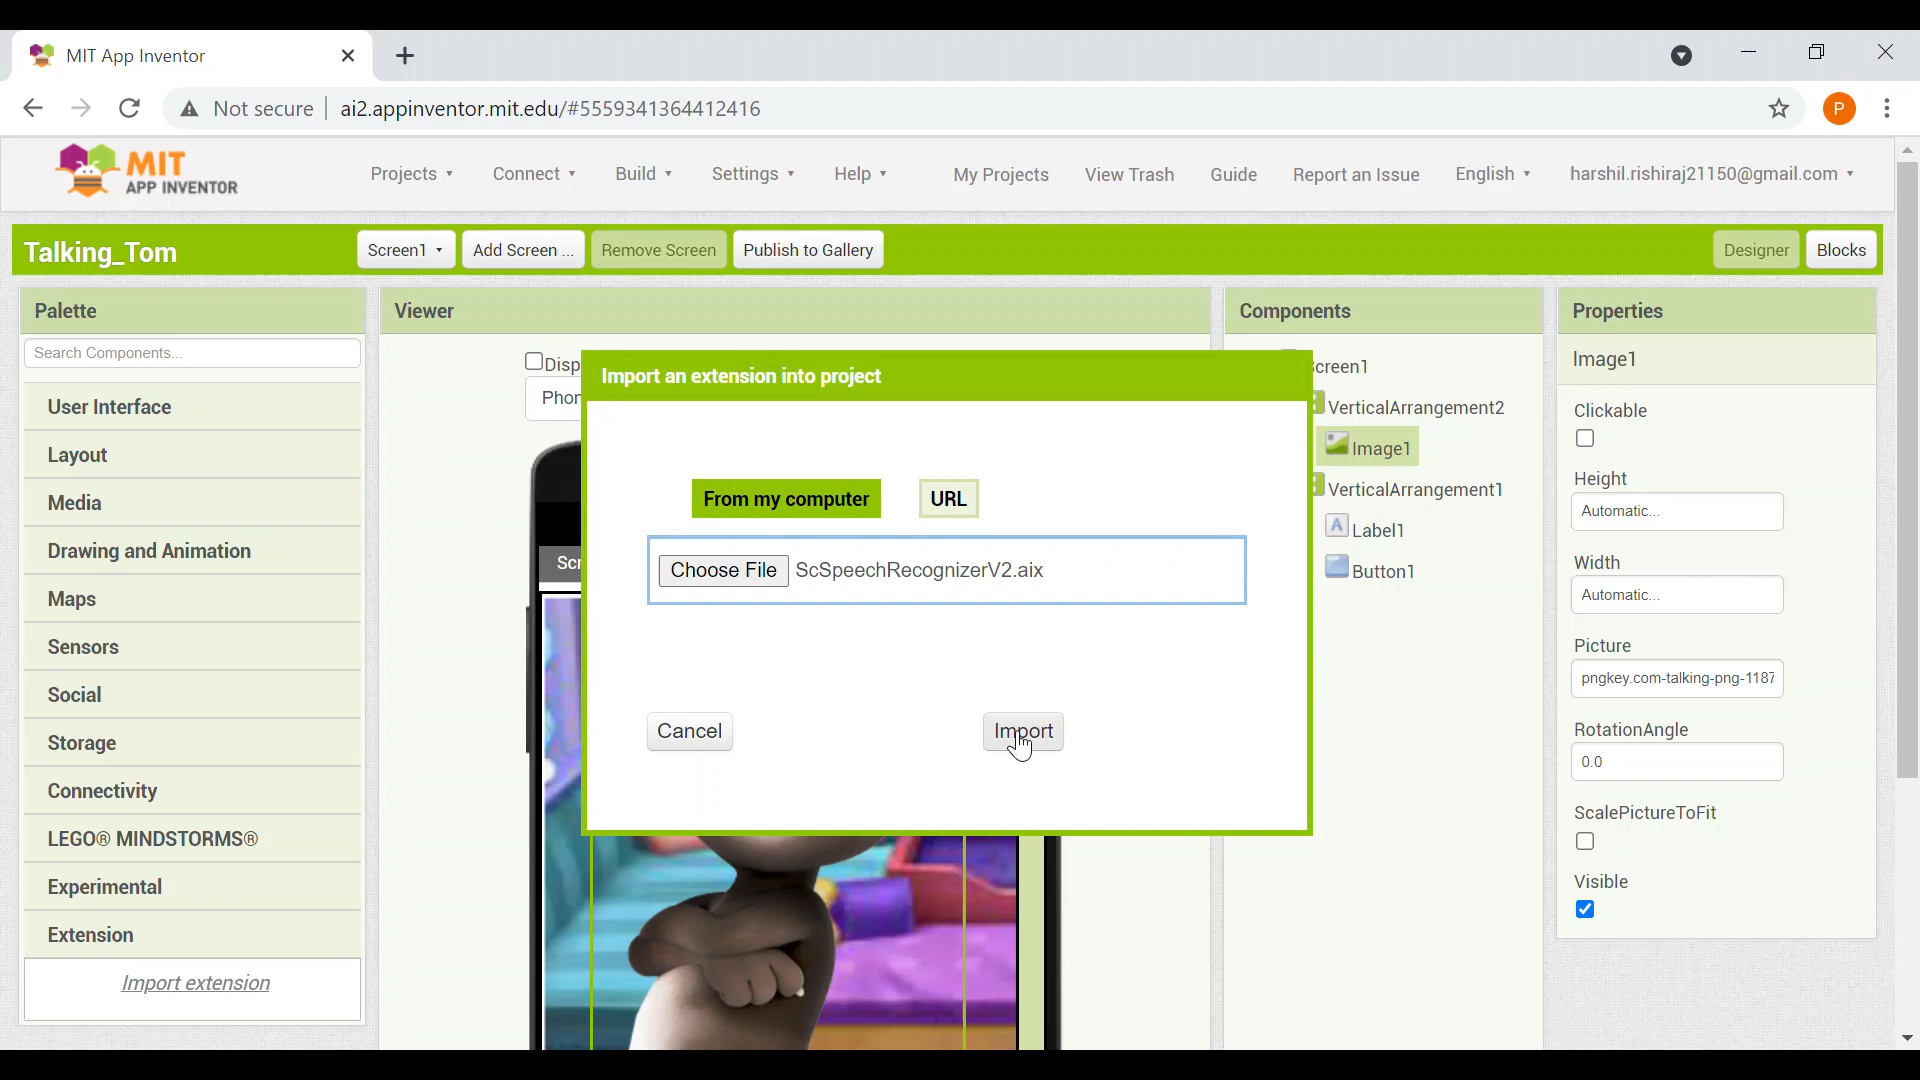 MIT App Inventor
Not secure
ai2.appinventor.mit.edu/#5559341364412416
P
MIT
APP INVENTOR
Projects
Connect
Build
Settings
Help
My Projects
View Trash
Guide
Report an Issue
English
harshil.rishiraj21150@gmail.com
Talking_Tom
Screen1
Add Screen ...
Remove Screen
Publish to Gallery
Designer
Blocks
Palette
Search Components...
User Interface
Layout
Media
Drawing and Animation
Maps
Sensors
Social
Storage
Connectivity
LEGO® MINDSTORMS®
Experimental
Extension
Import extension
Viewer
Disp
Phon
Scr
Import an extension into project
From my computer
URL
Choose File
ScSpeechRecognizerV2.aix
Cancel
Import
Components
creen1
VerticalArrangement2
Image1
VerticalArrangement1
A
Label1
Button1
Properties
Image1
Clickable
Height
Automatic...
Width
Automatic...
Picture
pngkey.com-talking-png-1187
RotationAngle
0.0
ScalePictureToFit
Visible